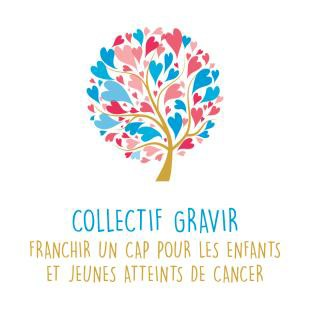 COLLECTIF GRAVIR
FRANCHIR UN CAP POUR LES ENFANTS
ET JEUNES ATTEINTS DE CANCER